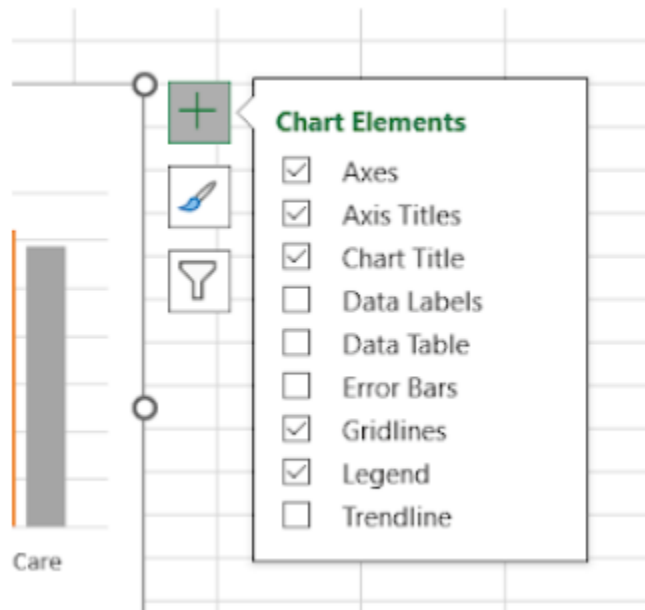 Chart Elements
Axes
Axis Titles
Chart Title
Data Labels
Data Table
Error Bars
Gridlines
Legend
Trendline
Care